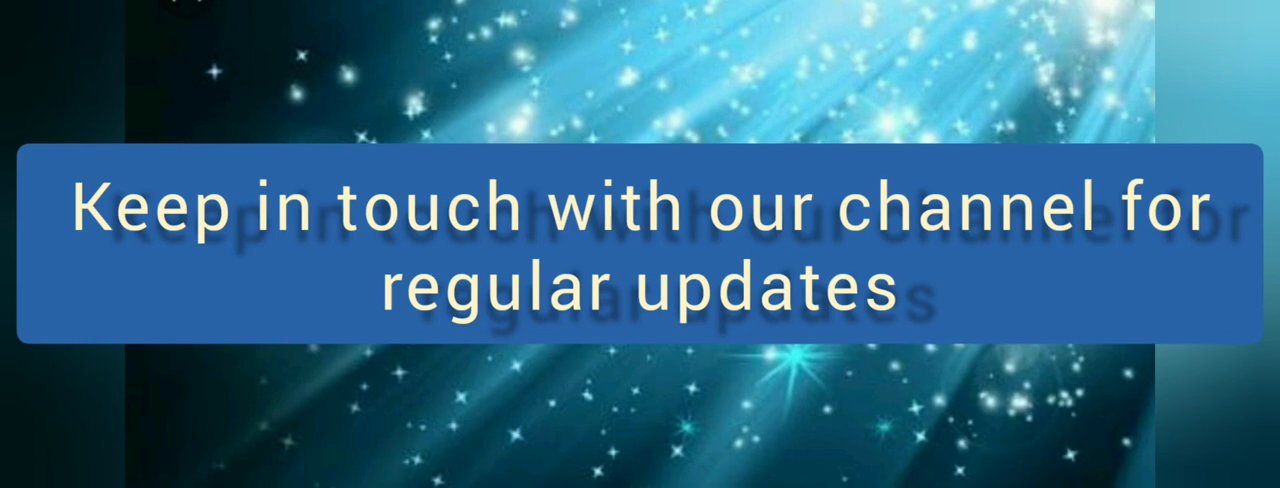 Keep in touch with our channel for
regular updates